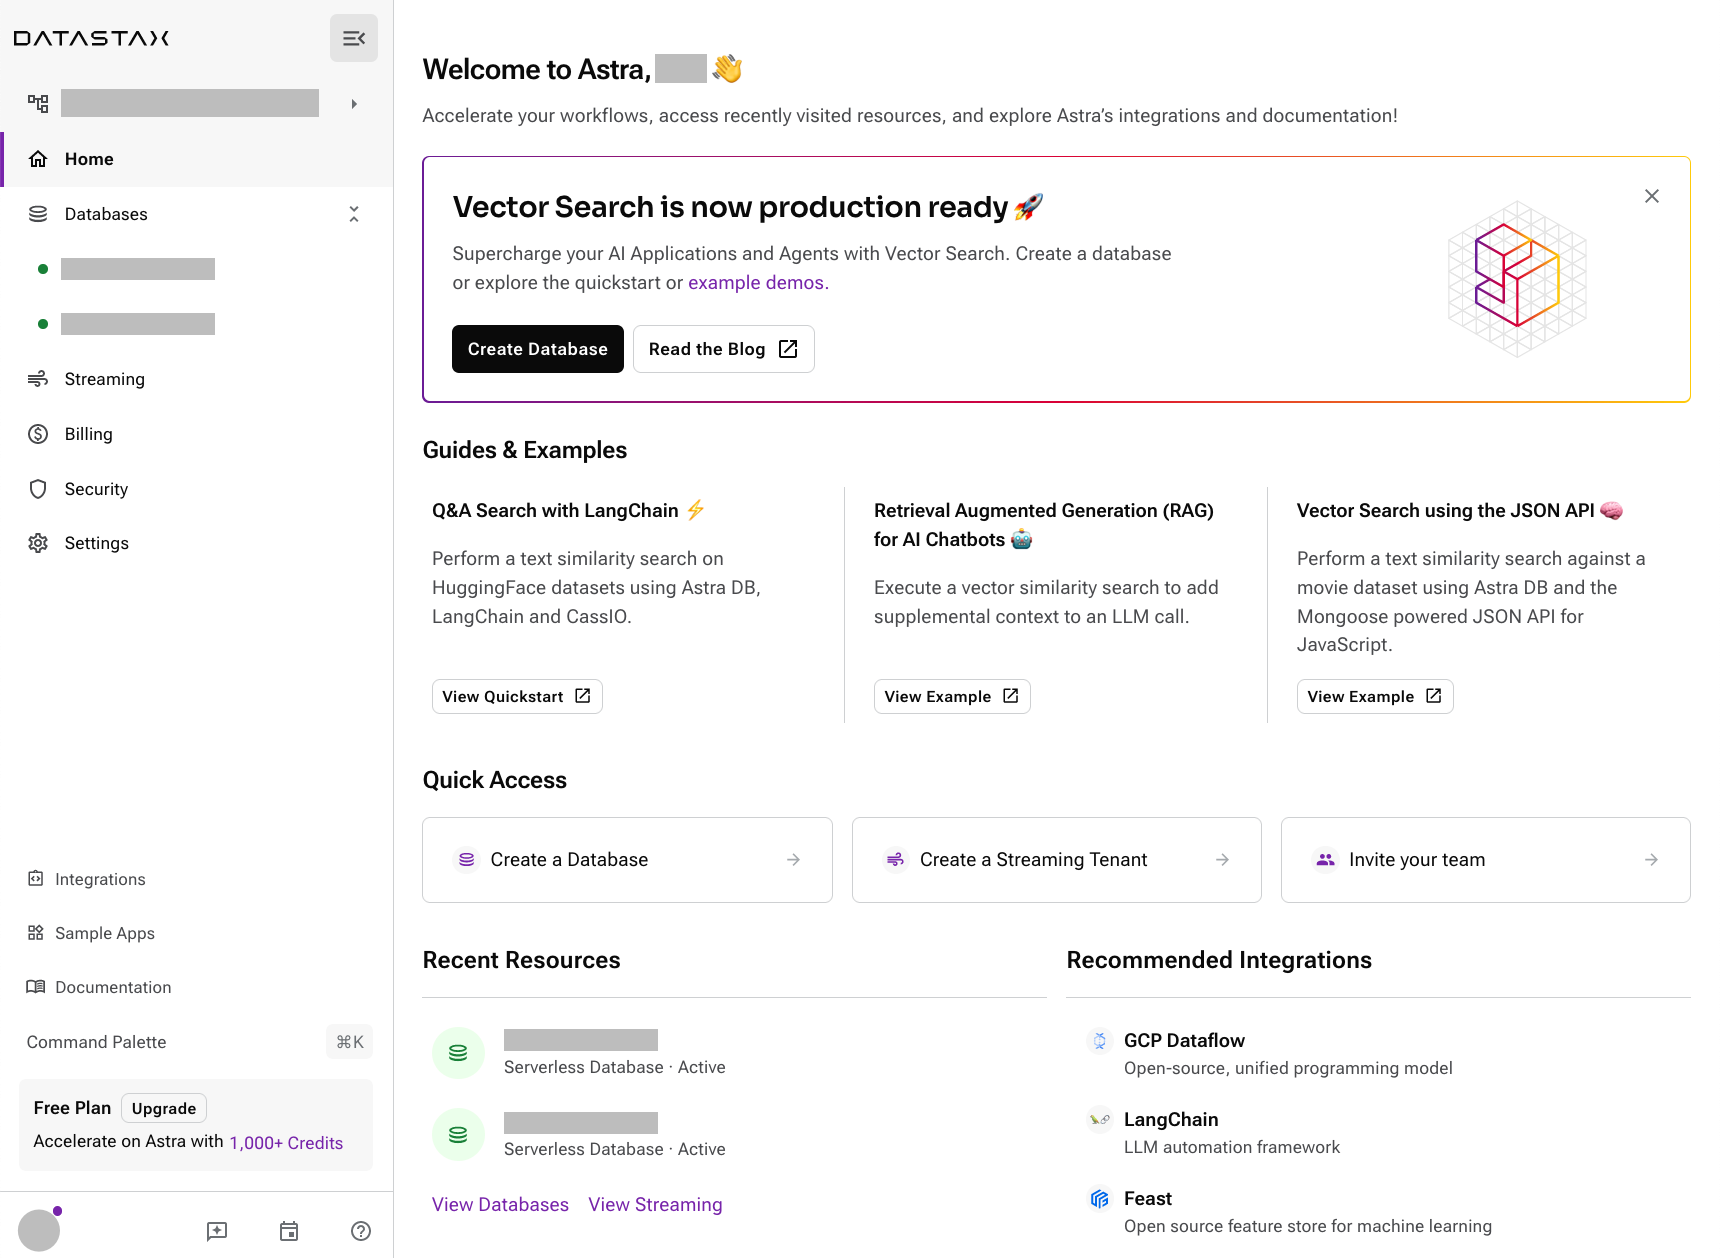 DATASTAX
Home
Databases
Streaming
Billing
Security
Settings
Integrations
Sample Apps
Documentation
Command Palette ⌘K
Free Plan Upgrade
Accelerate on Astra with 1,000+ Credits
Welcome to Astra,
Accelerate your workflows, access recently visited resources, and explore Astra’s integrations and documentation!
Vector Search is now production ready
Supercharge your AI Applications and Agents with Vector Search. Create a database
or explore the quickstart or example demos.
Create Database
Read the Blog
Guides & Examples
Q&A Search with LangChain
Perform a text similarity search on
HuggingFace datasets using Astra DB,
LangChain and CassIO.
View Quickstart
Retrieval Augmented Generation (RAG)
for AI Chatbots
Execute a vector similarity search to add
supplemental context to an LLM call.
View Example
Vector Search using the JSON API
Perform a text similarity search against a
movie dataset using Astra DB and the
Mongoose powered JSON API for
JavaScript.
View Example
Quick Access
Create a Database
Create a Streaming Tenant
Invite your team
Recent Resources
Serverless Database · Active
Serverless Database · Active
View Databases View Streaming
Recommended Integrations
GCP Dataflow
Open-source, unified programming model
LangChain
LLM automation framework
Feast
Open source feature store for machine learning